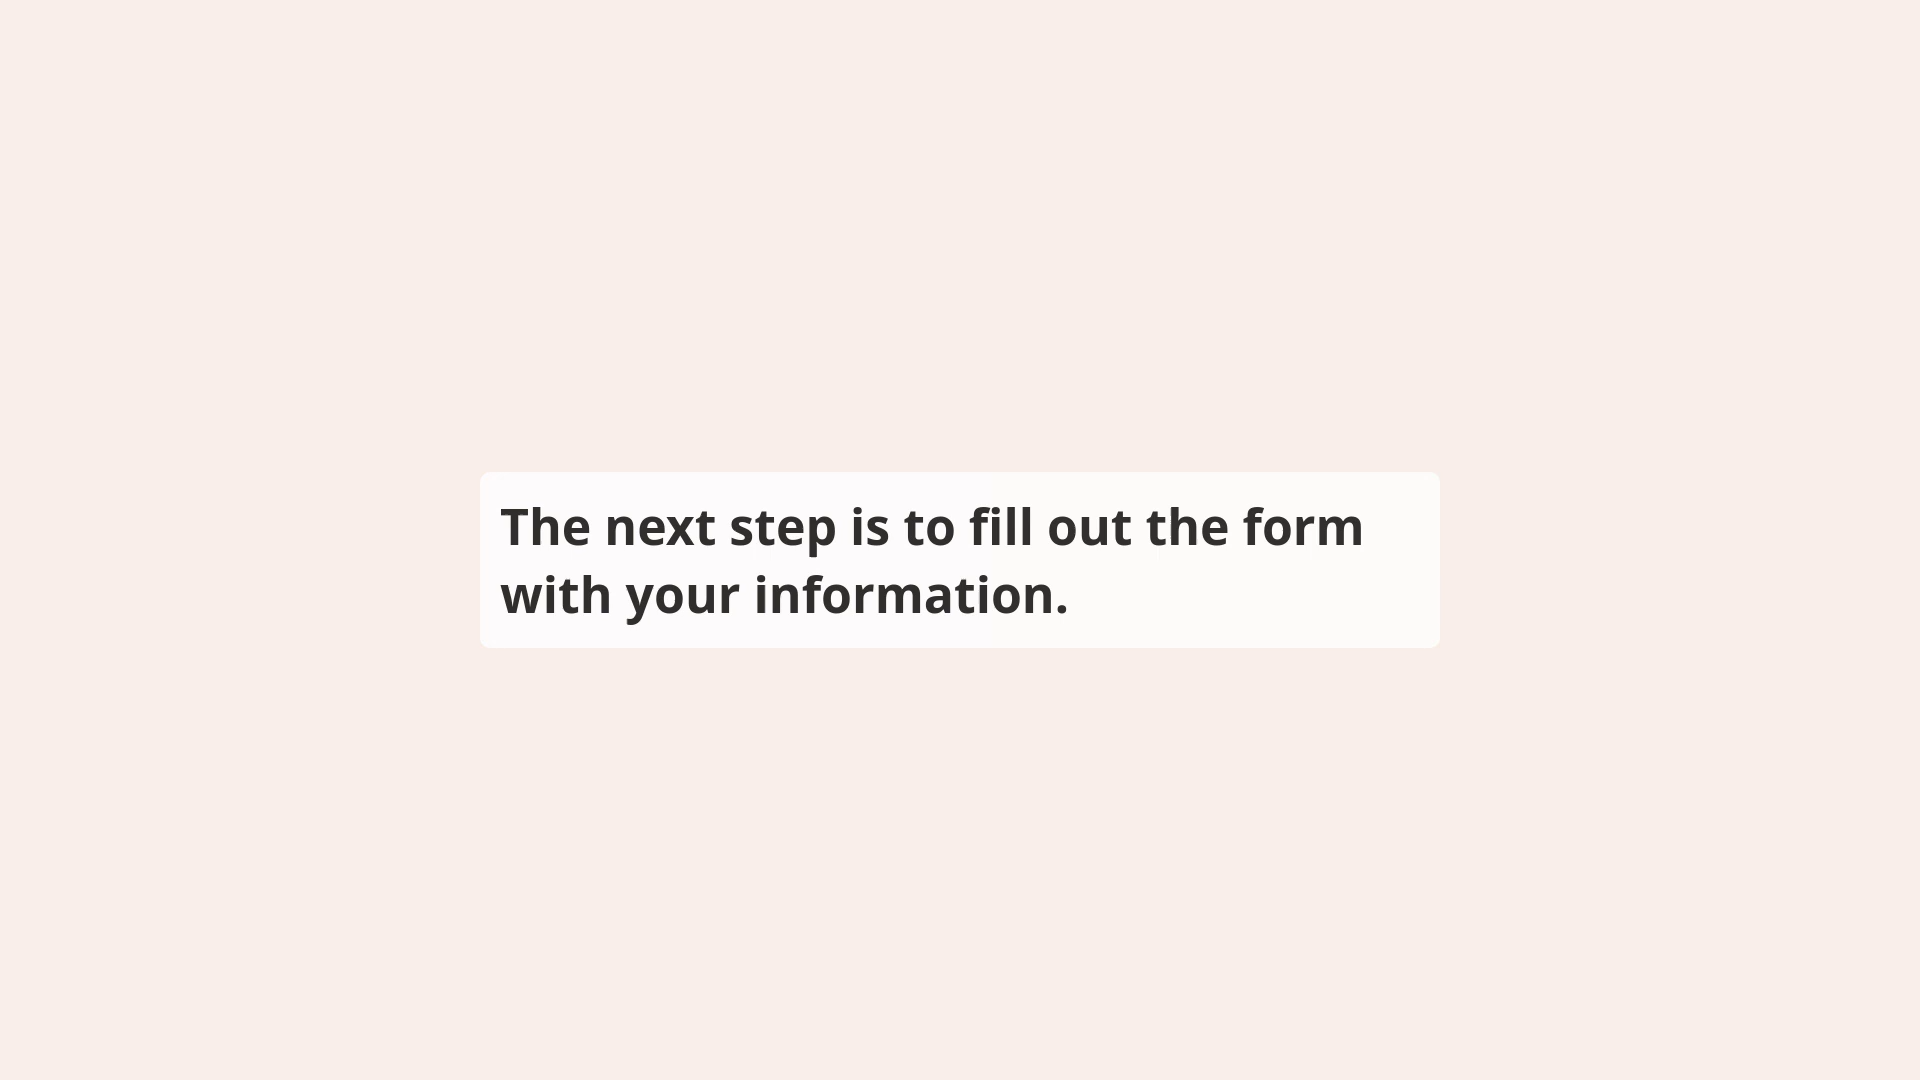 The next step is to fill out the form
with your information.